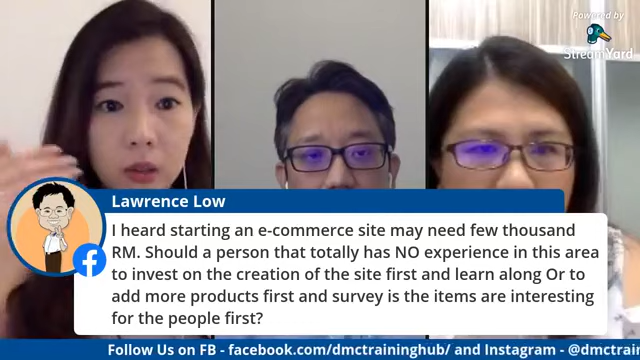 Powered by
StreamYard
Lawrence Low
I heard starting an e-commerce site may need few thousand
RM. Should a person that totally has NO experience in this area
to invest on the creation of the site first and learn along Or to
add more products first and survey is the items are interesting
for the people first?
Follow Us on FB - facebook.com/dmctraininghub/ and Instagram - @dmctrain